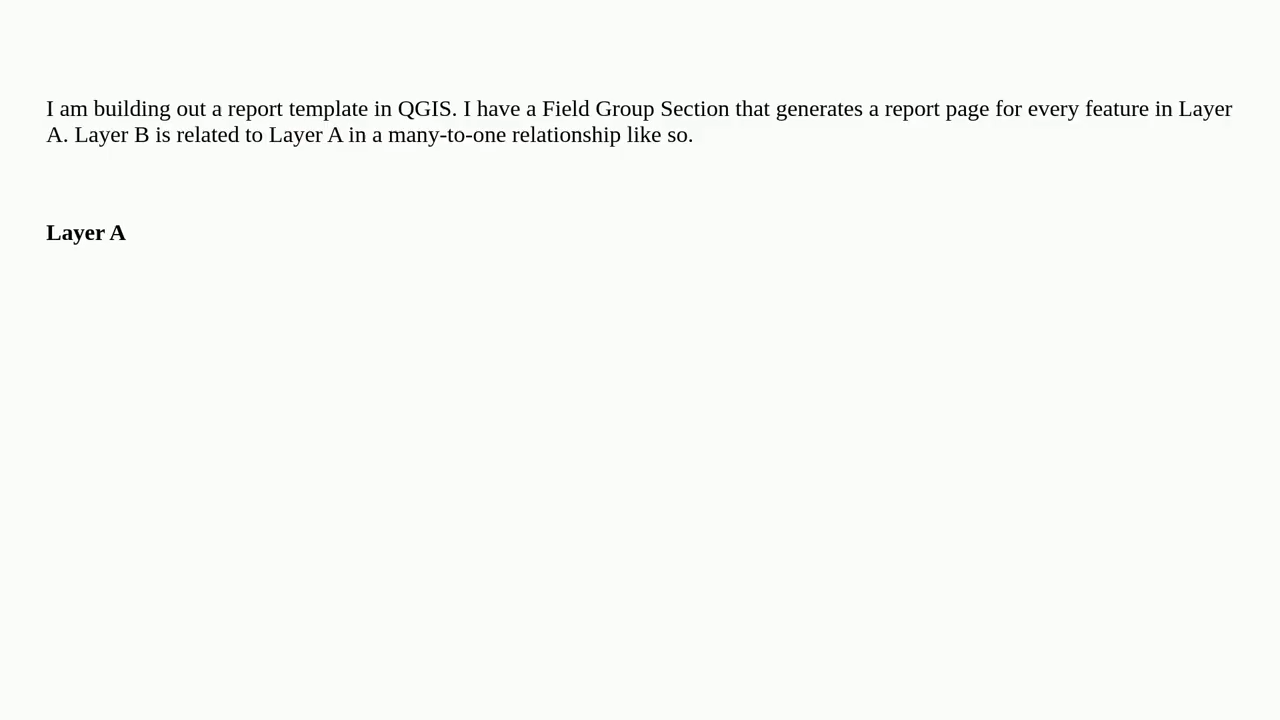 I am building out a report template in QGIS. I have a Field Group Section that generates a report page for every feature in Layer
A. Layer B is related to Layer A in a many-to-one relationship like so.
Layer A